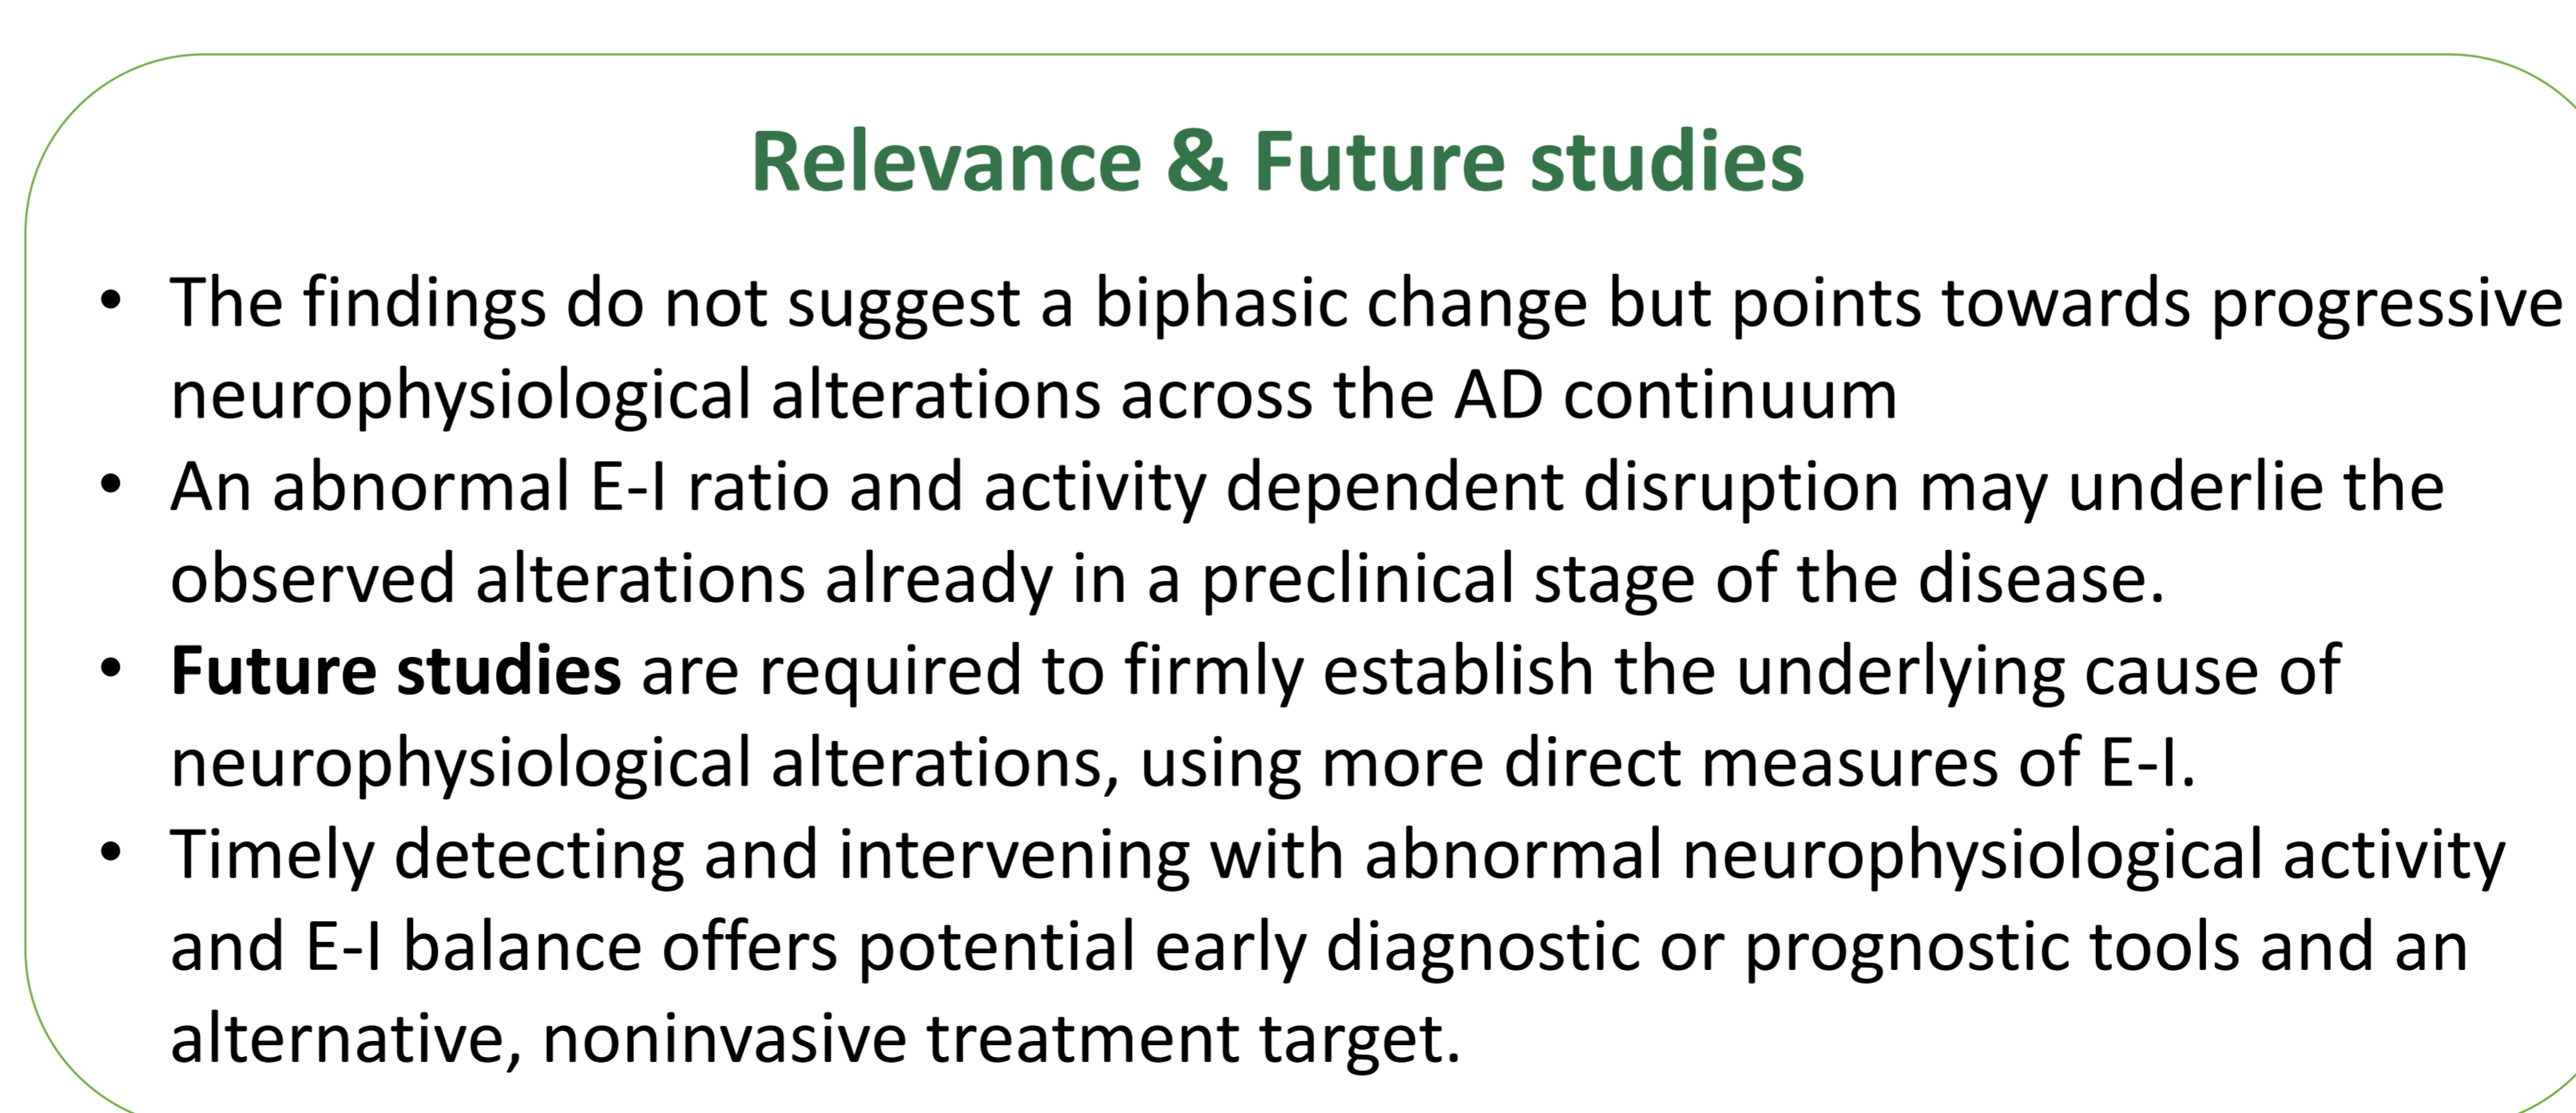 Relevance & Future studies
• The findings do not suggest a biphasic change but points towards progressive
neurophysiological alterations across the AD continuum
• An abnormal E-I ratio and activity dependent disruption may underlie the
observed alterations already in a preclinical stage of the disease.
• Future studies are required to firmly establish the underlying cause of
neurophysiological alterations, using more direct measures of E-I.
• Timely detecting and intervening with abnormal neurophysiological activity
and E-I balance offers potential early diagnostic or prognostic tools and an
alternative, noninvasive treatment target.